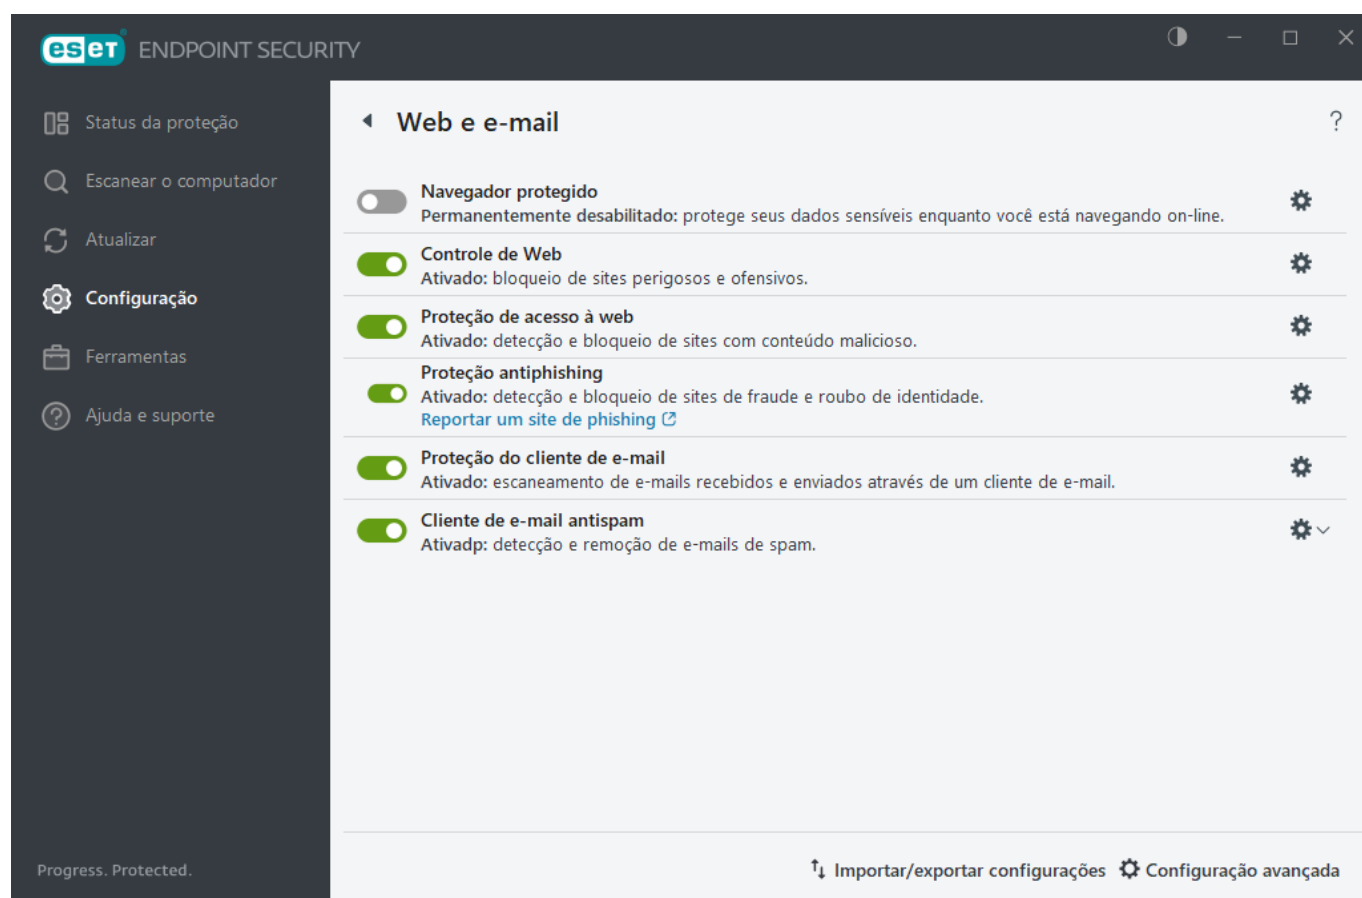 eset ENDPOINT SECURITY
Status da proteção
Escanear o computador
Atualizar
Configuração
Ferramentas
Ajuda e suporte
Progress. Protected.
Web e e-mail
?
Navegador protegido
Permanentemente desabilitado: protege seus dados sensíveis enquanto você está navegando on-line.
Controle de Web
Ativado: bloqueio de sites perigosos e ofensivos.
Proteção de acesso à web
Ativado: detecção e bloqueio de sites com conteúdo malicioso.
Proteção antiphishing
Ativado: detecção e bloqueio de sites de fraude e roubo de identidade.
Reportar um site de phishing
Proteção do cliente de e-mail
Ativado: escaneamento de e-mails recebidos e enviados através de um cliente de e-mail.
Cliente de e-mail antispam
Ativadp: detecção e remoção de e-mails de spam.
Importar/exportar configurações Configuração avançada